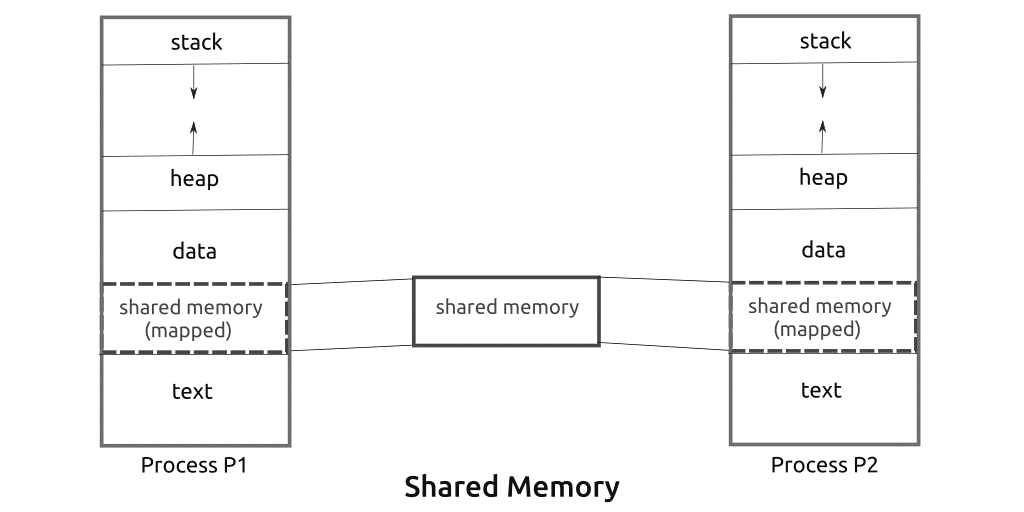 stack
heap
data
shared memory
(mapped)
text
Process P1
shared memory
stack
heap
data
shared memory
(mapped)
text
Process P2
Shared Memory